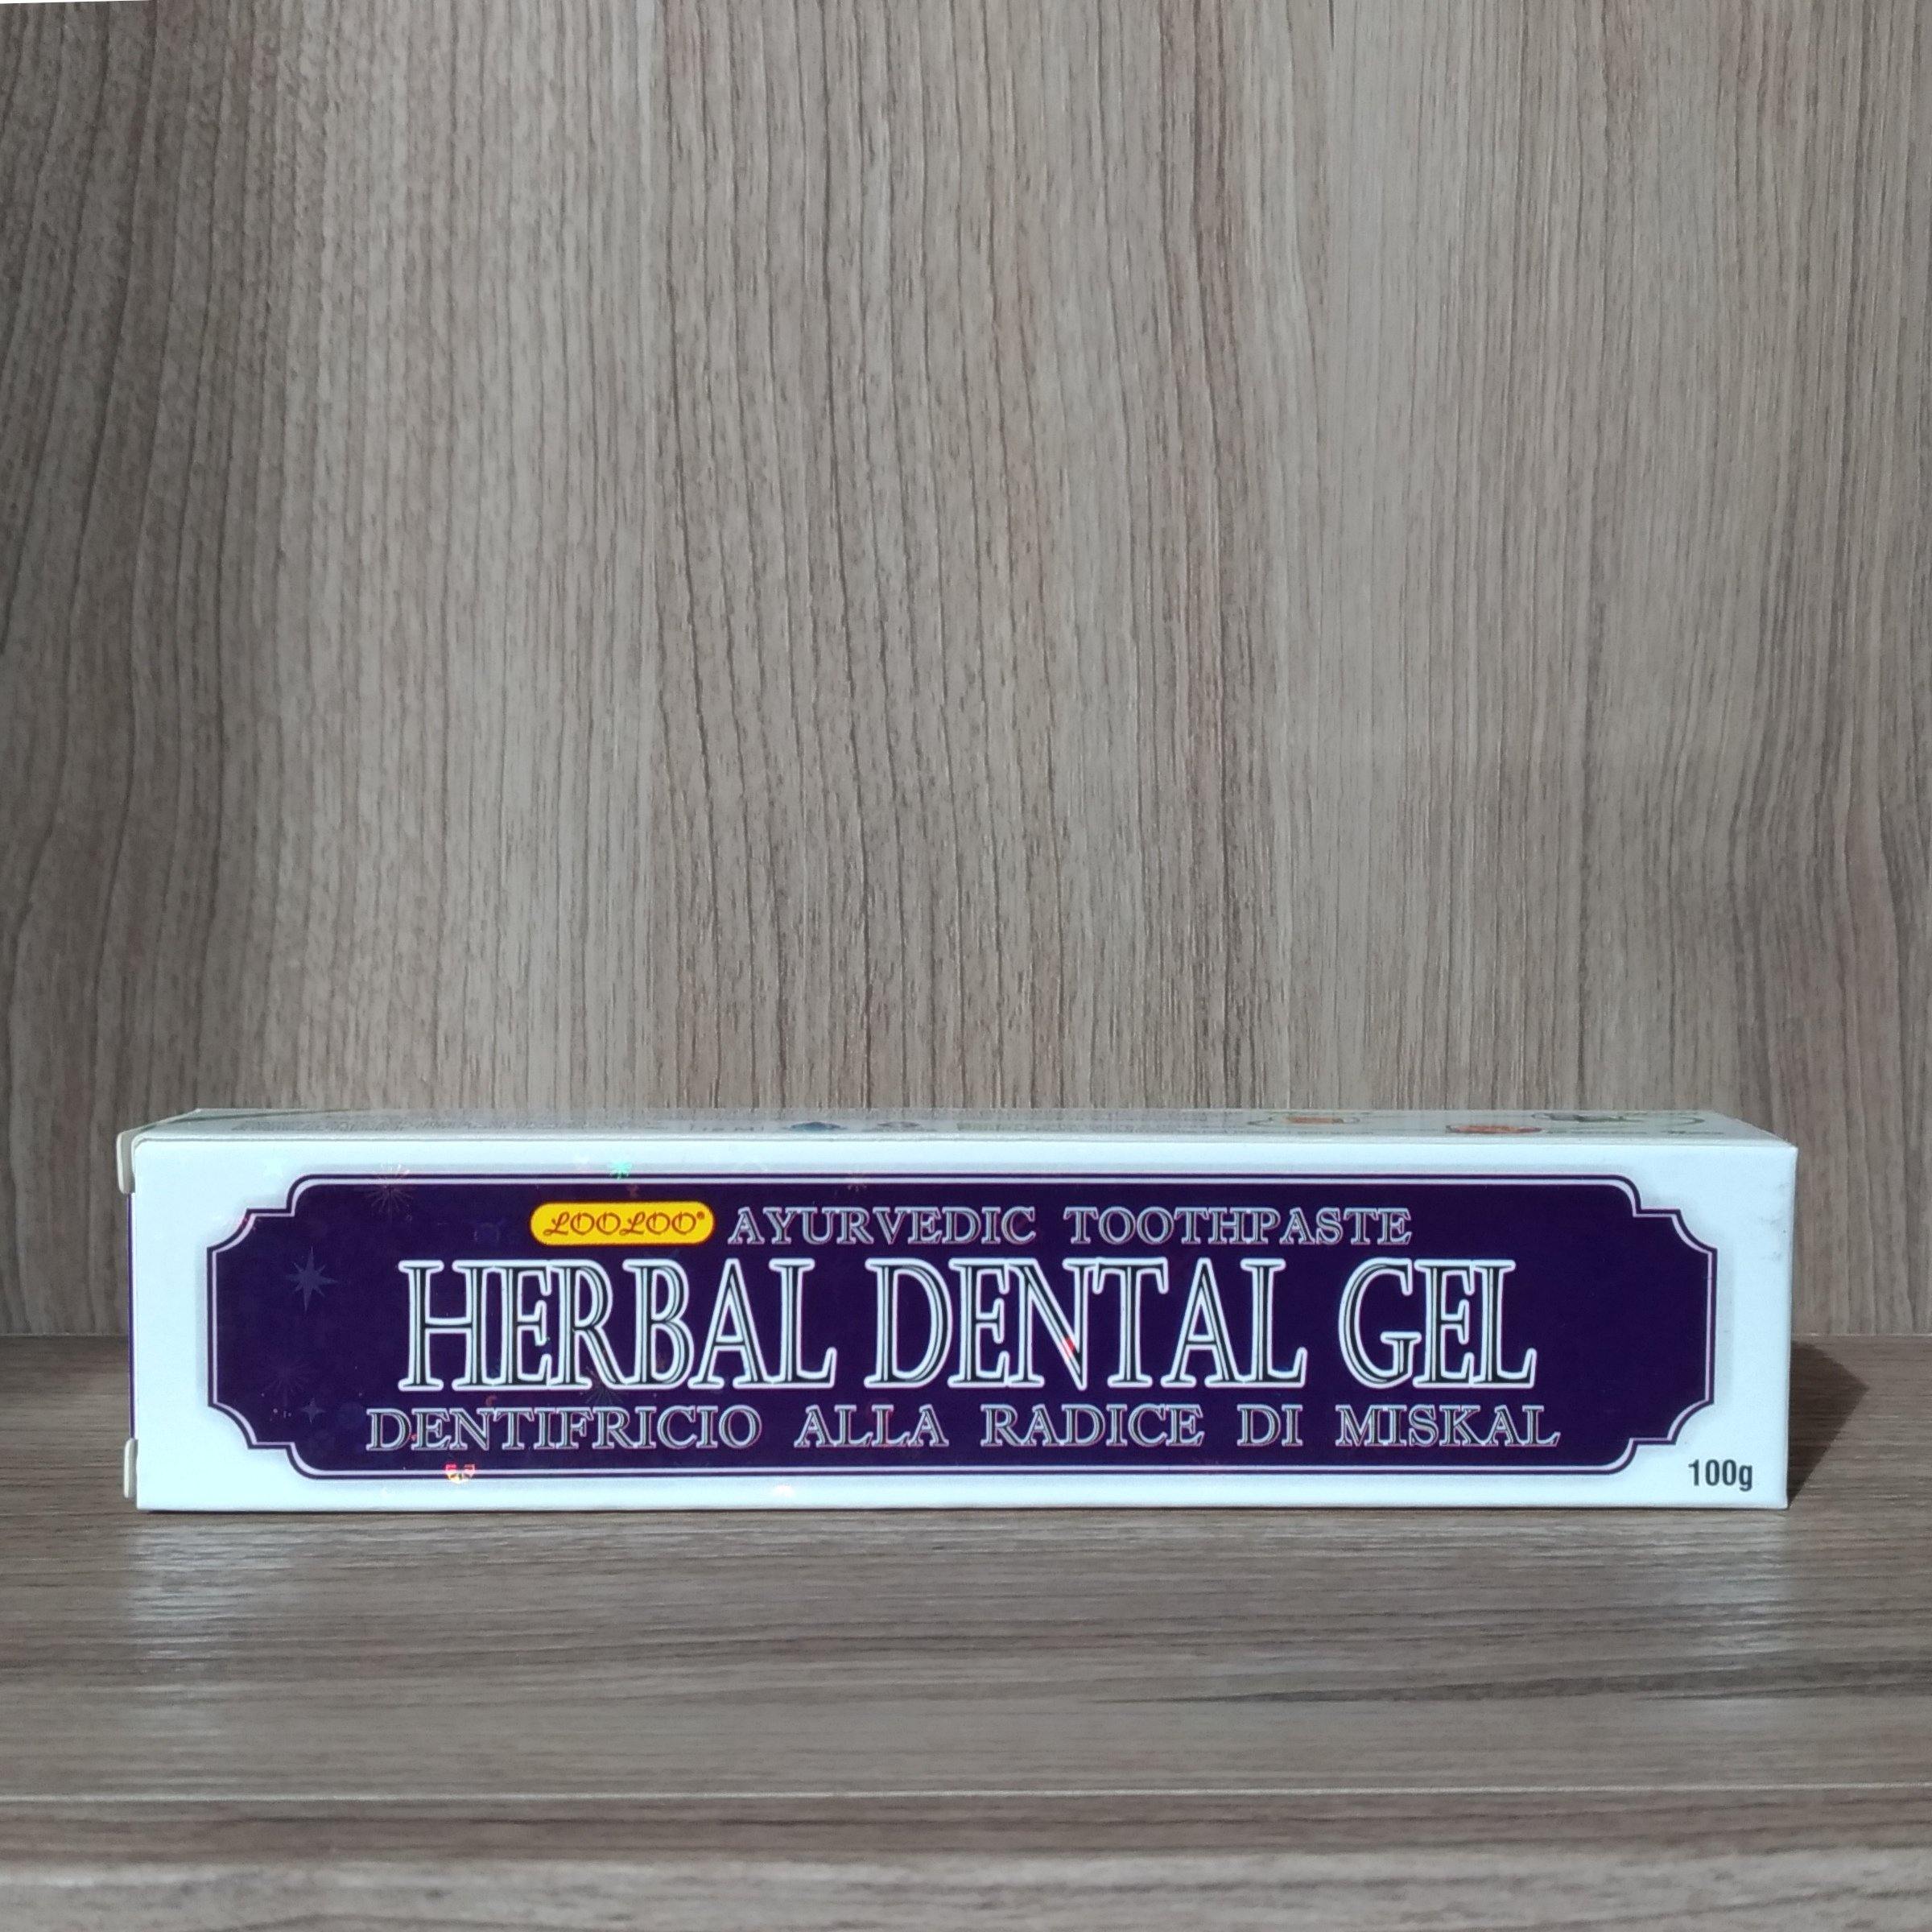 LOOLOO® AYURVEDIC TOOTHPASTE
HERBAL DENTAL GEL
DENTIFRICIO ALLA RADICE DI MISKAL
100g